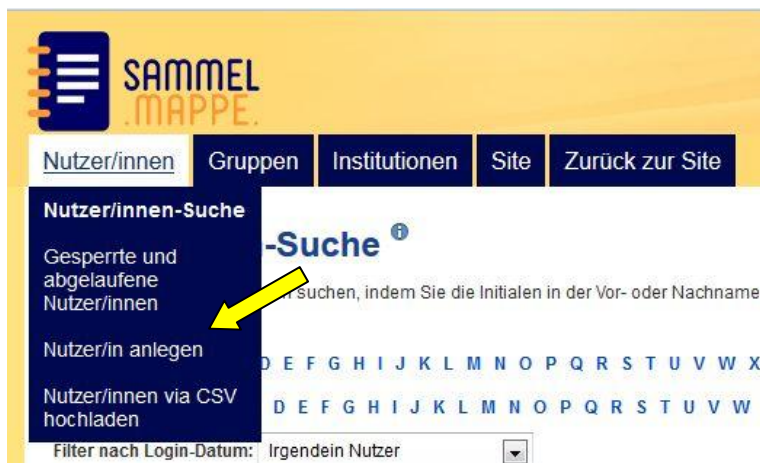 SAMMEL
.MAPPE.
Nutzer/innen Gruppen Institutionen Site Zurück zur Site
Nutzer/innen-Suche
Gesperrte und
abgelaufene
Nutzer/innen
Nutzer/in anlegen
Nutzer/innen via CSV
hochladen
-Suche
suchen, indem Sie die Initialen in der Vor- oder Nachname
D E F G H I J K L M N O P Q R S T U V W X
D E F G H I J K L M N O P Q R S T U V W
Filter nach Login-Datum: Irgendein Nutzer